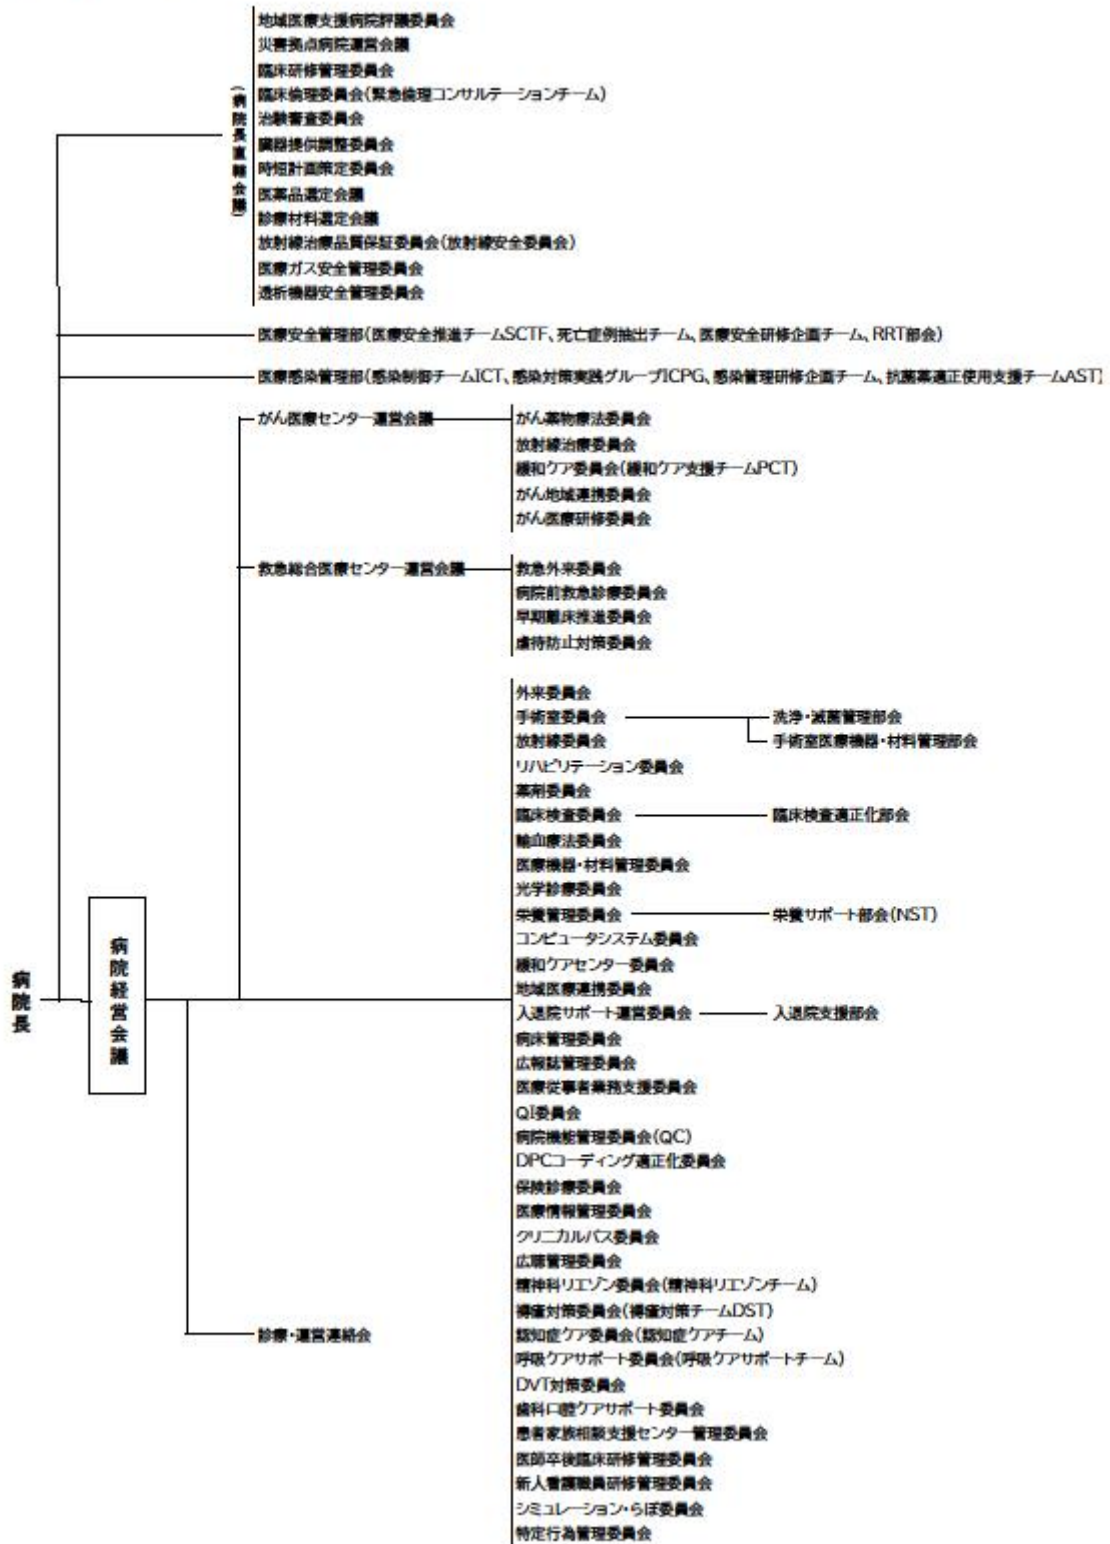 地域医療支援病院評議委員会
災害拠点病院運営会議
臨床研修管理委員会
臨床倫理委員会(緊急倫理コンサルテーションチーム)
治験審査委員会
臓器提供調整委員会
時短計画策定委員会
医薬品選定会議
診療材料選定会議
放射線治療品質保証委員会(放射線安全委員会)
医療ガス安全管理委員会
透析機器安全管理委員会
(病院長直轄会議)
医療安全管理部(医療安全推進チームSCTF、死亡症例抽出チーム、医療安全研修企画チーム、RRT部会)
医療感染管理部(感染制御チームICT、感染対策実践グループICPG、感染管理研修企画チーム、抗菌薬適正使用支援チームAST)
がん医療センター運営会議
がん薬物療法委員会
放射線治療委員会
緩和ケア委員会(緩和ケア支援チームPCT)
がん地域連携委員会
がん医療研修委員会
救急総合医療センター運営会議
救急外来委員会
病院前救急診療委員会
早期離床推進委員会
虐待防止対策委員会
外来委員会
手術室委員会 洗浄・滅菌管理部会
放射線委員会 手術室医療機器・材料管理部会
リハビリテーション委員会
薬剤委員会
臨床検査委員会 臨床検査適正化部会
輸血療法委員会
医療機器・材料管理委員会
光学診療委員会
栄養管理委員会 栄養サポート部会(NST)
コンピュータシステム委員会
緩和ケアセンター委員会
地域医療連携委員会
入退院サポート運営委員会 入退院支援部会
病床管理委員会
広報誌管理委員会
医療従事者業務支援委員会
QI委員会
病院機能管理委員会(QC)
DPCコーディング適正化委員会
保険診療委員会
医療情報管理委員会
クリニカルパス委員会
広聴管理委員会
精神科リエゾン委員会(精神科リエゾンチーム)
褥瘡対策委員会(褥瘡対策チームDST)
認知症ケア委員会(認知症ケアチーム)
呼吸ケアサポート委員会(呼吸ケアサポートチーム)
DVT対策委員会
歯科口腔ケアサポート委員会
患者家族相談支援センター管理委員会
医師卒後臨床研修管理委員会
新人看護職員研修管理委員会
シミュレーション・らぼ委員会
特定行為管理委員会
病院長
病院経営会議
診療・運営連絡会